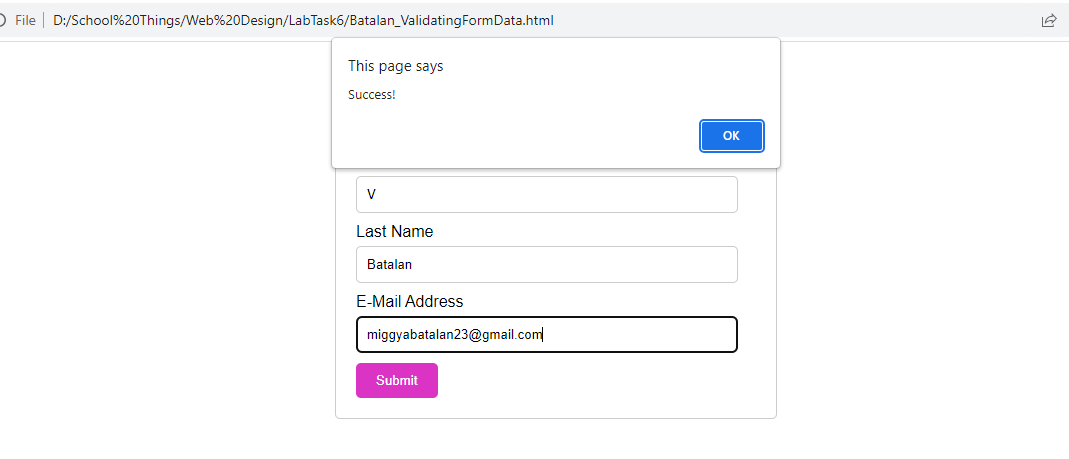 File D:/School%20Things/Web%20Design/LabTask6/Batalan_ValidatingFormData.html
This page says
Success!
OK
V
Last Name
Batalan
E-Mail Address
miggyabatalan23@gmail.com
Submit